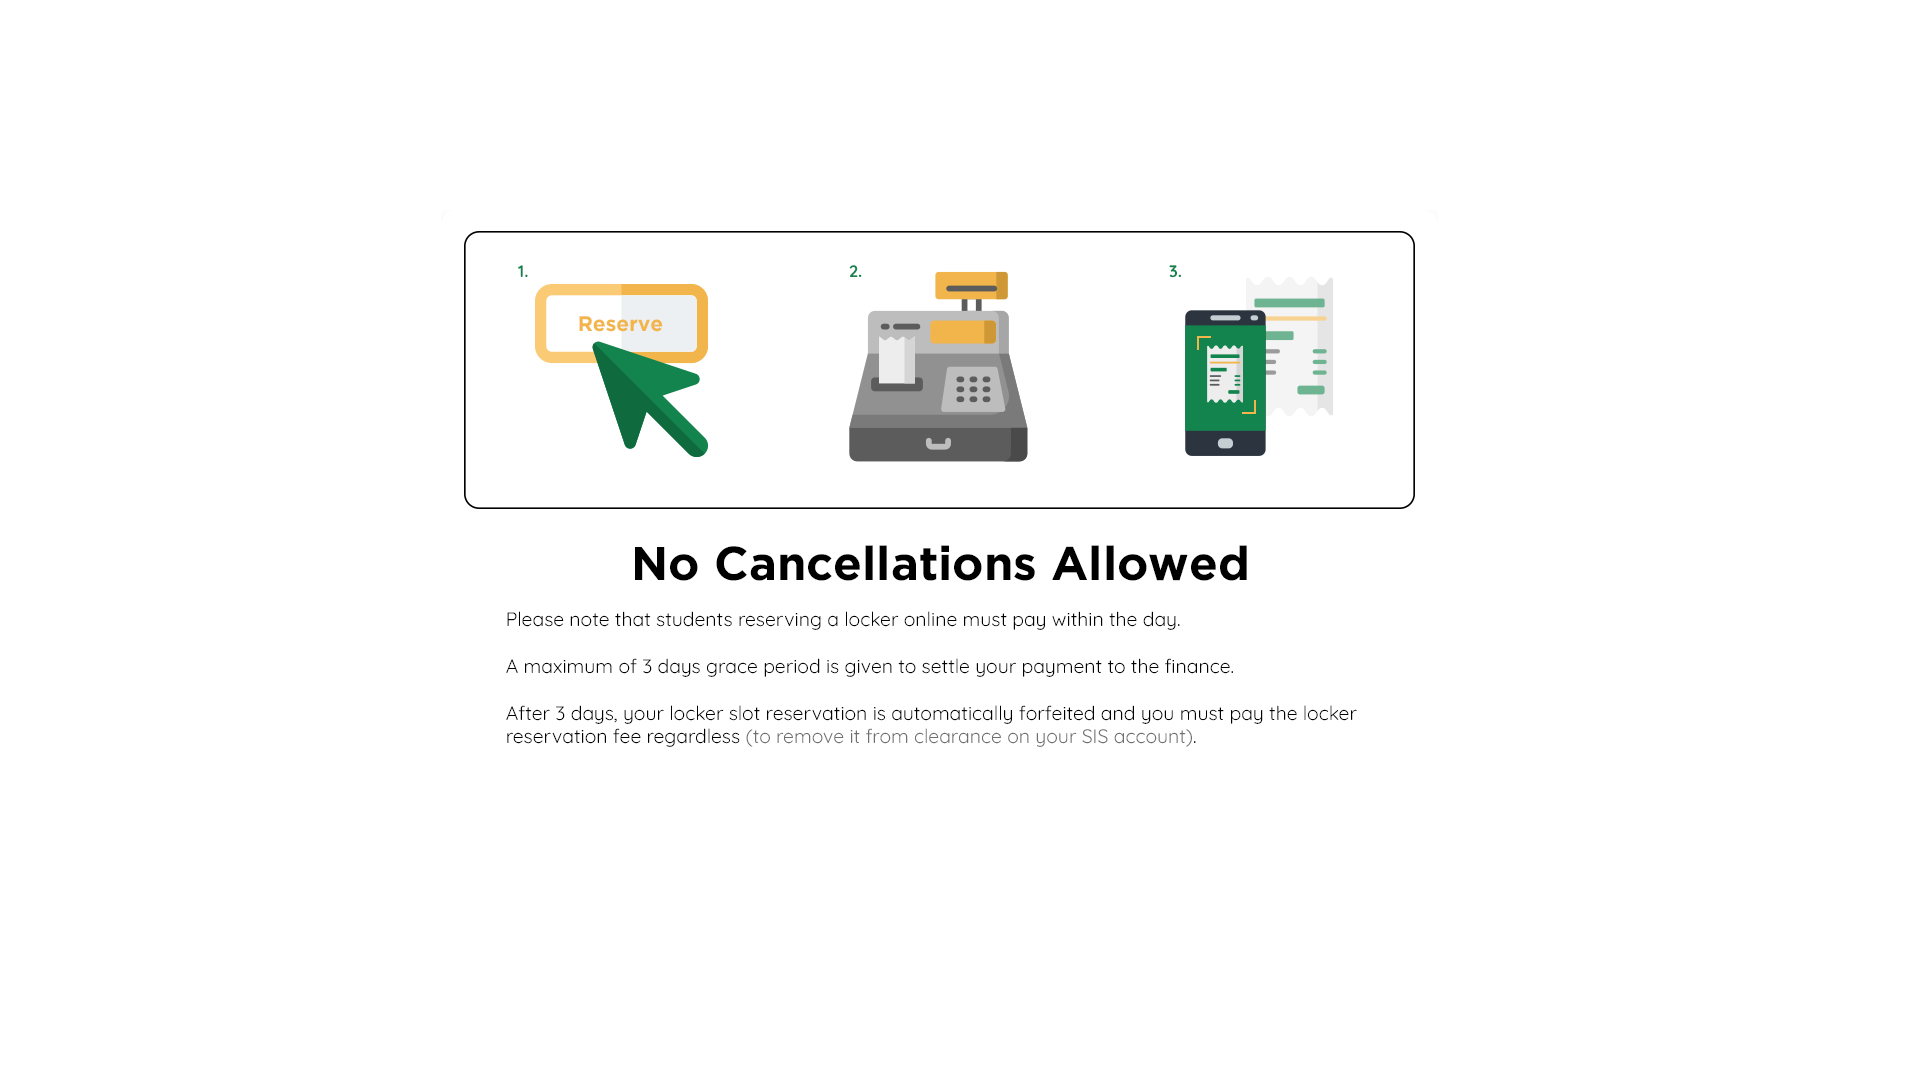 1.
2.
3.
Reserve
No Cancellations Allowed
Please note that students reserving a locker online must pay within the day.
A maximum of 3 days grace period is given to settle your payment to the finance.
After 3 days, your locker slot reservation is automatically forfeited and you must pay the locker
reservation fee regardless (to remove it from clearance on your SIS account).